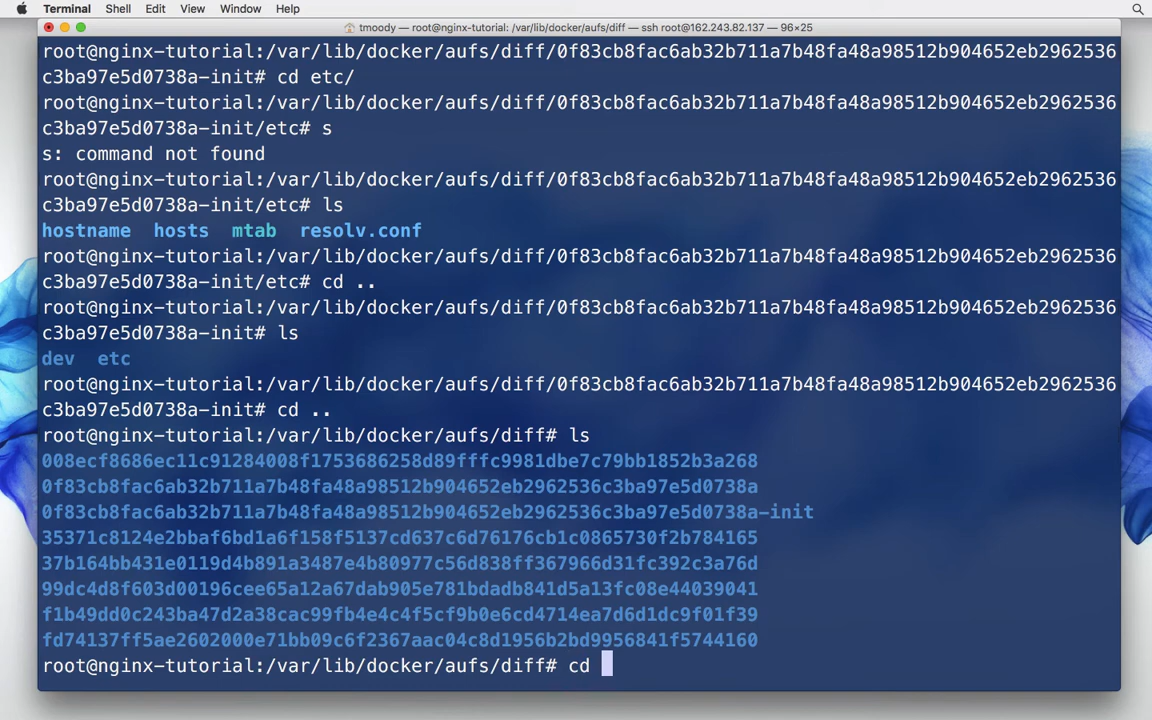 Terminal Shell Edit View Window Help
tmoody — root@nginx-tutorial: /var/lib/docker/aufs/diff — ssh root@162.243.82.137 — 96×25
root@nginx-tutorial:/var/lib/docker/aufs/diff/0f83cb8fac6ab32b711a7b48fa48a98512b904652eb2962536
c3ba97e5d0738a-init# cd etc/
root@nginx-tutorial:/var/lib/docker/aufs/diff/0f83cb8fac6ab32b711a7b48fa48a98512b904652eb2962536
c3ba97e5d0738a-init/etc# s
s: command not found
root@nginx-tutorial:/var/lib/docker/aufs/diff/0f83cb8fac6ab32b711a7b48fa48a98512b904652eb2962536
c3ba97e5d0738a-init/etc# ls
hostname  hosts  mtab  resolv.conf
root@nginx-tutorial:/var/lib/docker/aufs/diff/0f83cb8fac6ab32b711a7b48fa48a98512b904652eb2962536
c3ba97e5d0738a-init/etc# cd ..
root@nginx-tutorial:/var/lib/docker/aufs/diff/0f83cb8fac6ab32b711a7b48fa48a98512b904652eb2962536
c3ba97e5d0738a-init# ls
dev  etc
root@nginx-tutorial:/var/lib/docker/aufs/diff/0f83cb8fac6ab32b711a7b48fa48a98512b904652eb2962536
c3ba97e5d0738a-init# cd ..
root@nginx-tutorial:/var/lib/docker/aufs/diff# ls
008ecf8686ec11c91284008f1753686258d89fffc9981dbe7c79bb1852b3a268
0f83cb8fac6ab32b711a7b48fa48a98512b904652eb2962536c3ba97e5d0738a
0f83cb8fac6ab32b711a7b48fa48a98512b904652eb2962536c3ba97e5d0738a-init
35371c8124e2bbaf6bd1a6f158f5137cd637c6d76176cb1c0865730f2b784165
37b164bb431e0119d4b891a3487e4b80977c56d838ff367966d31fc392c3a76d
99dc4d8f603d00196cee65a12a67dab905e781bdadb841d5a13fc08e44039041
f1b49dd0c243ba47d2a38cac99fb4e4c4f5cf9b0e6cd4714ea7d6d1dc9f01f39
fd74137ff5ae2602000e71bb09c6f2367aac04c8d1956b2bd9956841f5744160
root@nginx-tutorial:/var/lib/docker/aufs/diff# cd